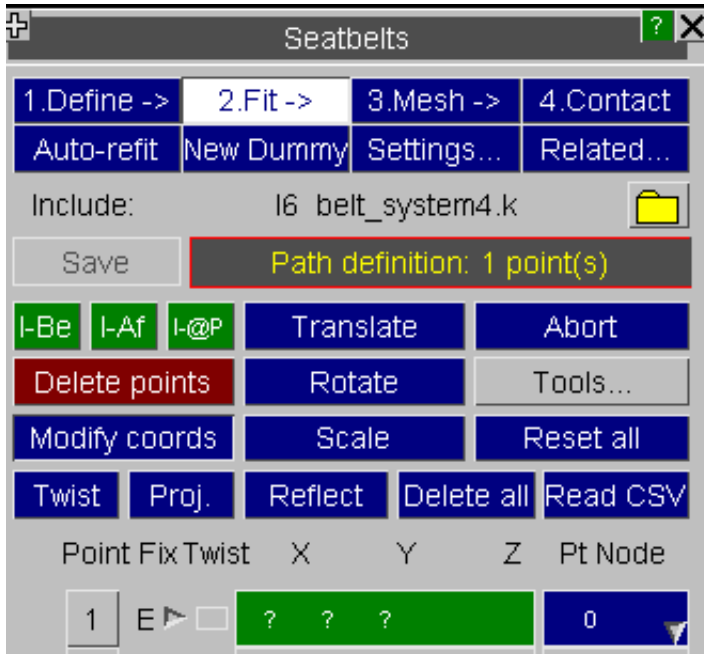 Seatbelts ?
1.Define -> 2.Fit -> 3.Mesh -> 4.Contact
Auto-refit New Dummy Settings... Related...
Include: I6 belt_system4.k
Save Path definition: 1 point(s)
I-Be I-Af I-@P Translate Abort
Delete points Rotate Tools...
Modify coords Scale Reset all
Twist Proj. Reflect Delete all Read CSV
Point Fix Twist X Y Z Pt Node
1 E ? ? ? 0